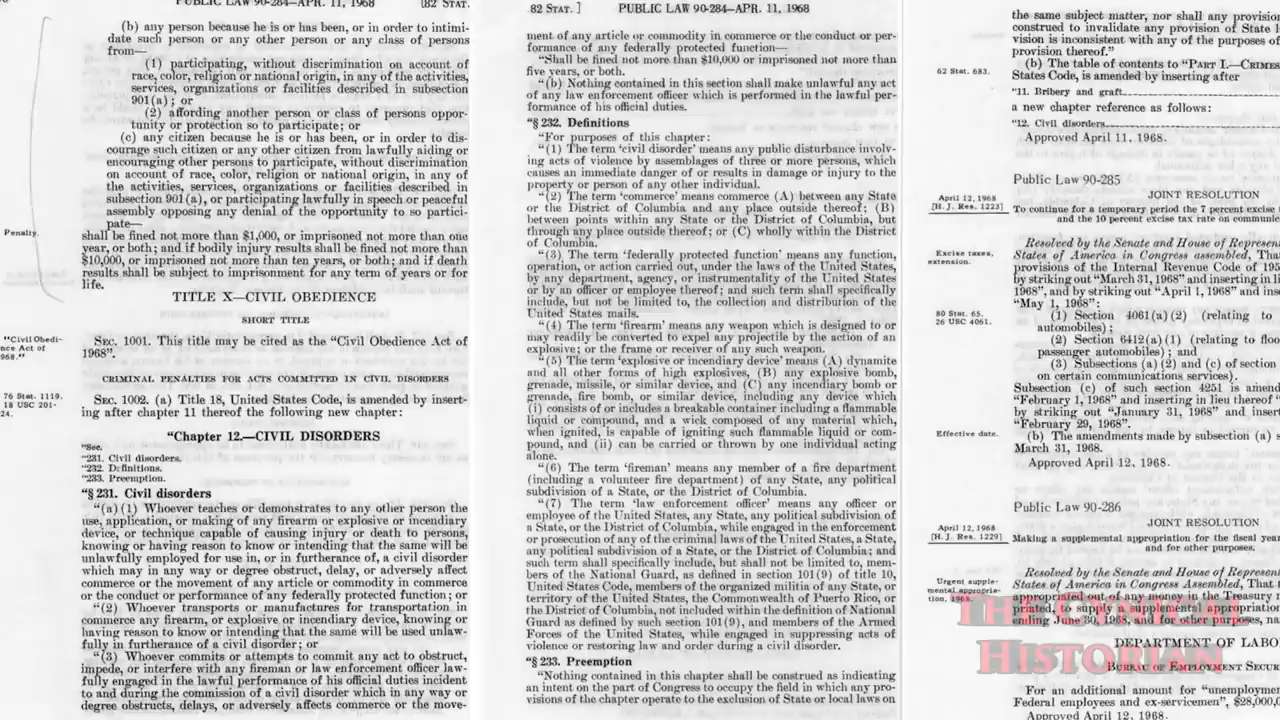 PUBLIC LAW 90-284–APR. 11, 1968
[82 STAT.
(b) any person because he is or has been, or in order to intimi-
date such person or any other person or any class of persons
from—
(1) participating, without discrimination on account of
race, color, religion or national origin, in any of the activities,
services, organizations or facilities described in subsection
901(a) ; or
(2) affording another person or class of persons oppor-
tunity or protection so to participate; or
(c) any citizen because he is or has been, or in order to dis-
courage such citizen or any other citizen from lawfully aiding or
encouraging other persons to participate, without discrimination
on account of race, color, religion or national origin, in any of
the activities, services, organizations or facilities described in
subsection 901(a), or participating lawfully in speech or peaceful
assembly opposing any denial of the opportunity to so partici-
pate—
Penalty.
shall be fined not more than $1,000, or imprisoned not more than one
year, or both; and if bodily injury results shall be fined not more than
$10,000, or imprisoned not more than ten years, or both; and if death
results shall be subject to imprisonment for any term of years or for
life.
TITLE X—CIVIL OBEDIENCE
SHORT TITLE
"Civil Obedi-
nce Act of
968."
SEC. 1001. This title may be cited as the "Civil Obedience Act of
1968".
CRIMINAL PENALTIES FOR ACTS COMMITTED IN CIVIL DISORDERS
76 Stat. 1119.
18 USC 201-
24.
SEC. 1002. (a) Title 18, United States Code, is amended by insert-
ing after chapter 11 thereof the following new chapter:
"Chapter 12.—CIVIL DISORDERS
"Sec.
"231. Civil disorders.
"232. Definitions.
"233. Preemption.
"§ 231. Civil disorders
"(a) (1) Whoever teaches or demonstrates to any other person the
use, application, or making of any firearm or explosive or incendiary
device, or technique capable of causing injury or death to persons,
knowing or having reason to know or intending that the same will be
unlawfully employed for use in, or in furtherance of, a civil disorder
which may in any way or degree obstruct, delay, or adversely affect
commerce or the movement of any article or commodity in commerce
or the conduct or performance of any federally protected function; or
"(2) Whoever transports or manufactures for transportation in
commerce any firearm, or explosive or incendiary device, knowing or
having reason to know or intending that the same will be used unlaw-
fully in furtherance of a civil disorder; or
"(3) Whoever commits or attempts to commit any act to obstruct,
impede, or interfere with any fireman or law enforcement officer law-
fully engaged in the lawful performance of his official duties incident
to and during the commission of a civil disorder which in any way or
degree obstructs, delays, or adversely affects commerce or the move-
82 STAT. ]
PUBLIC LAW 90-284–APR. 11, 1968
ment of any article or commodity in commerce or the conduct or per-
formance of any federally protected function—
"Shall be fined not more than $10,000 or imprisoned not more than
five years, or both.
"(b) Nothing contained in this section shall make unlawful any act
of any law enforcement officer which is performed in the lawful per-
formance of his official duties.
"§ 232. Definitions
"For purposes of this chapter:
"(1) The term 'civil disorder' means any public disturbance involv-
ing acts of violence by assemblages of three or more persons, which
causes an immediate danger of or results in damage or injury to the
property or person of any other individual.
"(2) The term 'commerce' means commerce (A) between any State
or the District of Columbia and any place outside thereof; (B)
between points within any State or the District of Columbia, but
through any place outside thereof; or (C) wholly within the District
of Columbia.
"(3) The term 'federally protected function' means any function,
operation, or action carried out, under the laws of the United States,
by any department, agency, or instrumentality of the United States
or by an officer or employee thereof; and such term shall specifically
include, but not be limited to, the collection and distribution of the
United States mails.
"(4) The term 'firearm' means any weapon which is designed to or
may readily be converted to expel any projectile by the action of an
explosive; or the frame or receiver of any such weapon.
"(5) The term 'explosive or incendiary device' means (A) dynamite
and all other forms of high explosives, (B) any explosive bomb,
grenade, missile, or similar device, and (C) any incendiary bomb or
grenade, fire bomb, or similar device, including any device which
(i) consists of or includes a breakable container including a flammable
liquid or compound, and a wick composed of any material which,
when ignited, is capable of igniting such flammable liquid or com-
pound, and (ii) can be carried or thrown by one individual acting
alone.
"(6) The term 'fireman' means any member of a fire department
(including a volunteer fire department) of any State, any political
subdivision of a State, or the District of Columbia.
"(7) The term 'law enforcement officer' means any officer or
employee of the United States, any State, any political subdivision of
a State, or the District of Columbia, while engaged in the enforcement
or prosecution of any of the criminal laws of the United States, a State,
any political subdivision of a State, or the District of Columbia; and
such term shall specifically include, but shall not be limited to, mem-
bers of the National Guard, as defined in section 101(9) of title 10,
United States Code, members of the organized militia of any State, or
territory of the United States, the Commonwealth of Puerto Rico, or
the District of Columbia, not included within the definition of National
Guard as defined by such section 101(9), and members of the Armed
Forces of the United States, while engaged in suppressing acts of
violence or restoring law and order during a civil disorder.
"§ 233. Preemption
"Nothing contained in this chapter shall be construed as indicating
an intent on the part of Congress to occupy the field in which any pro-
visions of the chapter operate to the exclusion of State or local laws on
the same subject matter, nor shall any provision
construed to invalidate any provision of State l
vision is inconsistent with any of the purposes of
provision thereof."
62 Stat. 683.
(b) The table of contents to "PART I.—CRIMES
States Code, is amended by inserting after
"11. Bribery and graft
a new chapter reference as follows:
"12. Civil disorders
Approved April 11, 1968.
Public Law 90-285
April 12, 1968
[H. J. Res. 1223]
JOINT RESOLUTION
To continue for a temporary period the 7 percent excise t
and the 10 percent excise tax rate on commun
Excise taxes,
extension.
Resolved by the Senate and House of Represen
States of America in Congress assembled, Tha
provisions of the Internal Revenue Code of 195
by striking out "March 31, 1968" and inserting in li
1968", and by striking out "April 1, 1968" and inse
"May 1, 1968":
80 Stat. 65.
26 USC 4061.
(1) Section 4061(a) (2) (relating to
automobiles) ;
(2) Section 6412(a) (1) (relating to floo
passenger automobiles) ; and
(3) Subsections (a) (2) and (c) of section
on certain communications services).
Subsection (c) of such section 4251 is amend
"February 1, 1968" and inserting in lieu thereof "
by striking out "January 31, 1968" and insert
"February 29, 1968".
Effective date.
(b) The amendments made by subsection (a) s
March 31, 1968.
Approved April 12, 1968.
Public Law 90-286
April 12, 1968
[H. J. Res. 1229]
JOINT RESOLUTION
Making a supplemental appropriation for the fiscal year
and for other purposes.
Urgent supple-
mental appropria-
tion, 1968.
Resolved by the Senate and House of Represent
States of America in Congress Assembled, That t
appropriated out of any money in the Treasury n
printed, to supply a supplemental appropriation
ending June 30, 1968, and for other purposes, na
THE CYNICAL
HISTORIAN
DEPARTMENT OF LABO
BUREAU OF EMPLOYMENT SECUR
For an additional amount for "unemploymen
Federal employees and ex-servicemen", $28,000,
Approved April 12, 1968.